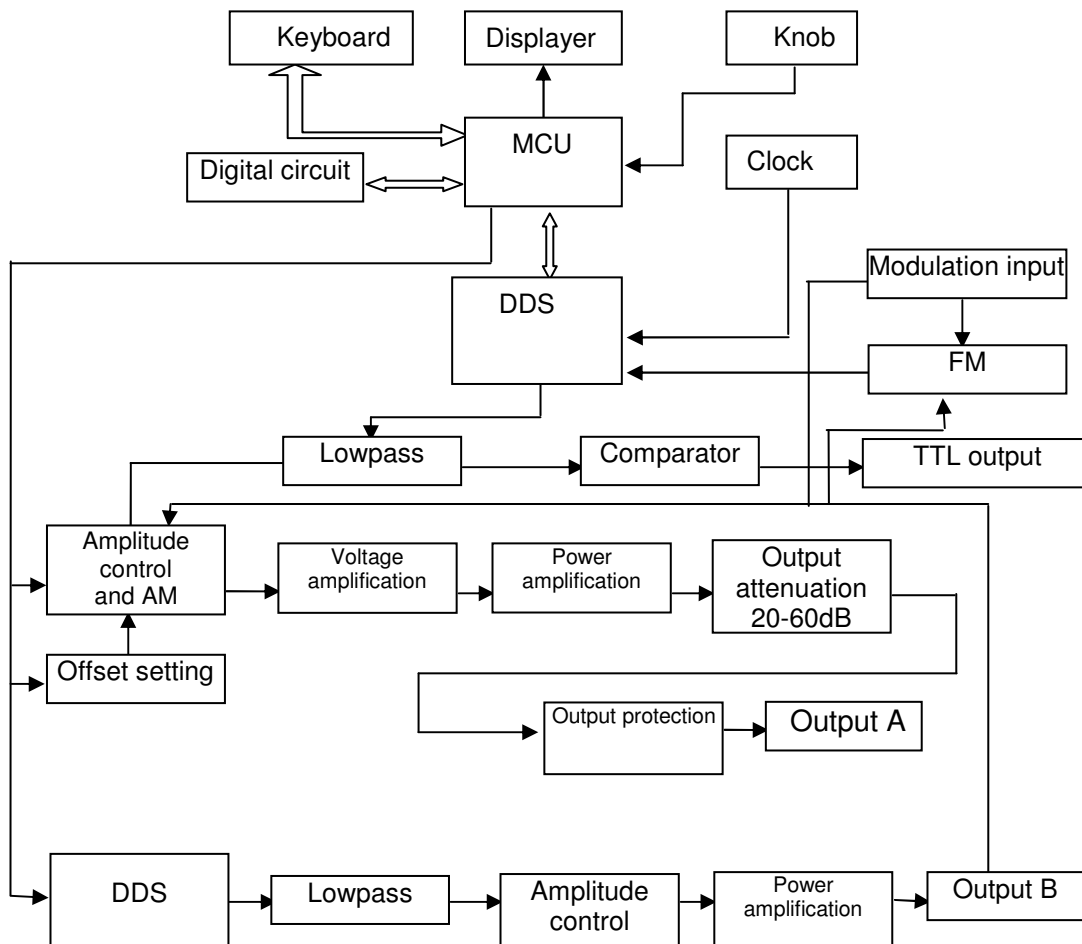 Keyboard
Displayer
Knob
MCU
Digital circuit
Clock
DDS
Modulation input
FM
Lowpass
Comparator
TTL output
Amplitude
control
and AM
Voltage
amplification
Power
amplification
Output
attenuation
20-60dB
Offset setting
Output protection
Output A
DDS
Lowpass
Amplitude
control
Power
amplification
Output B